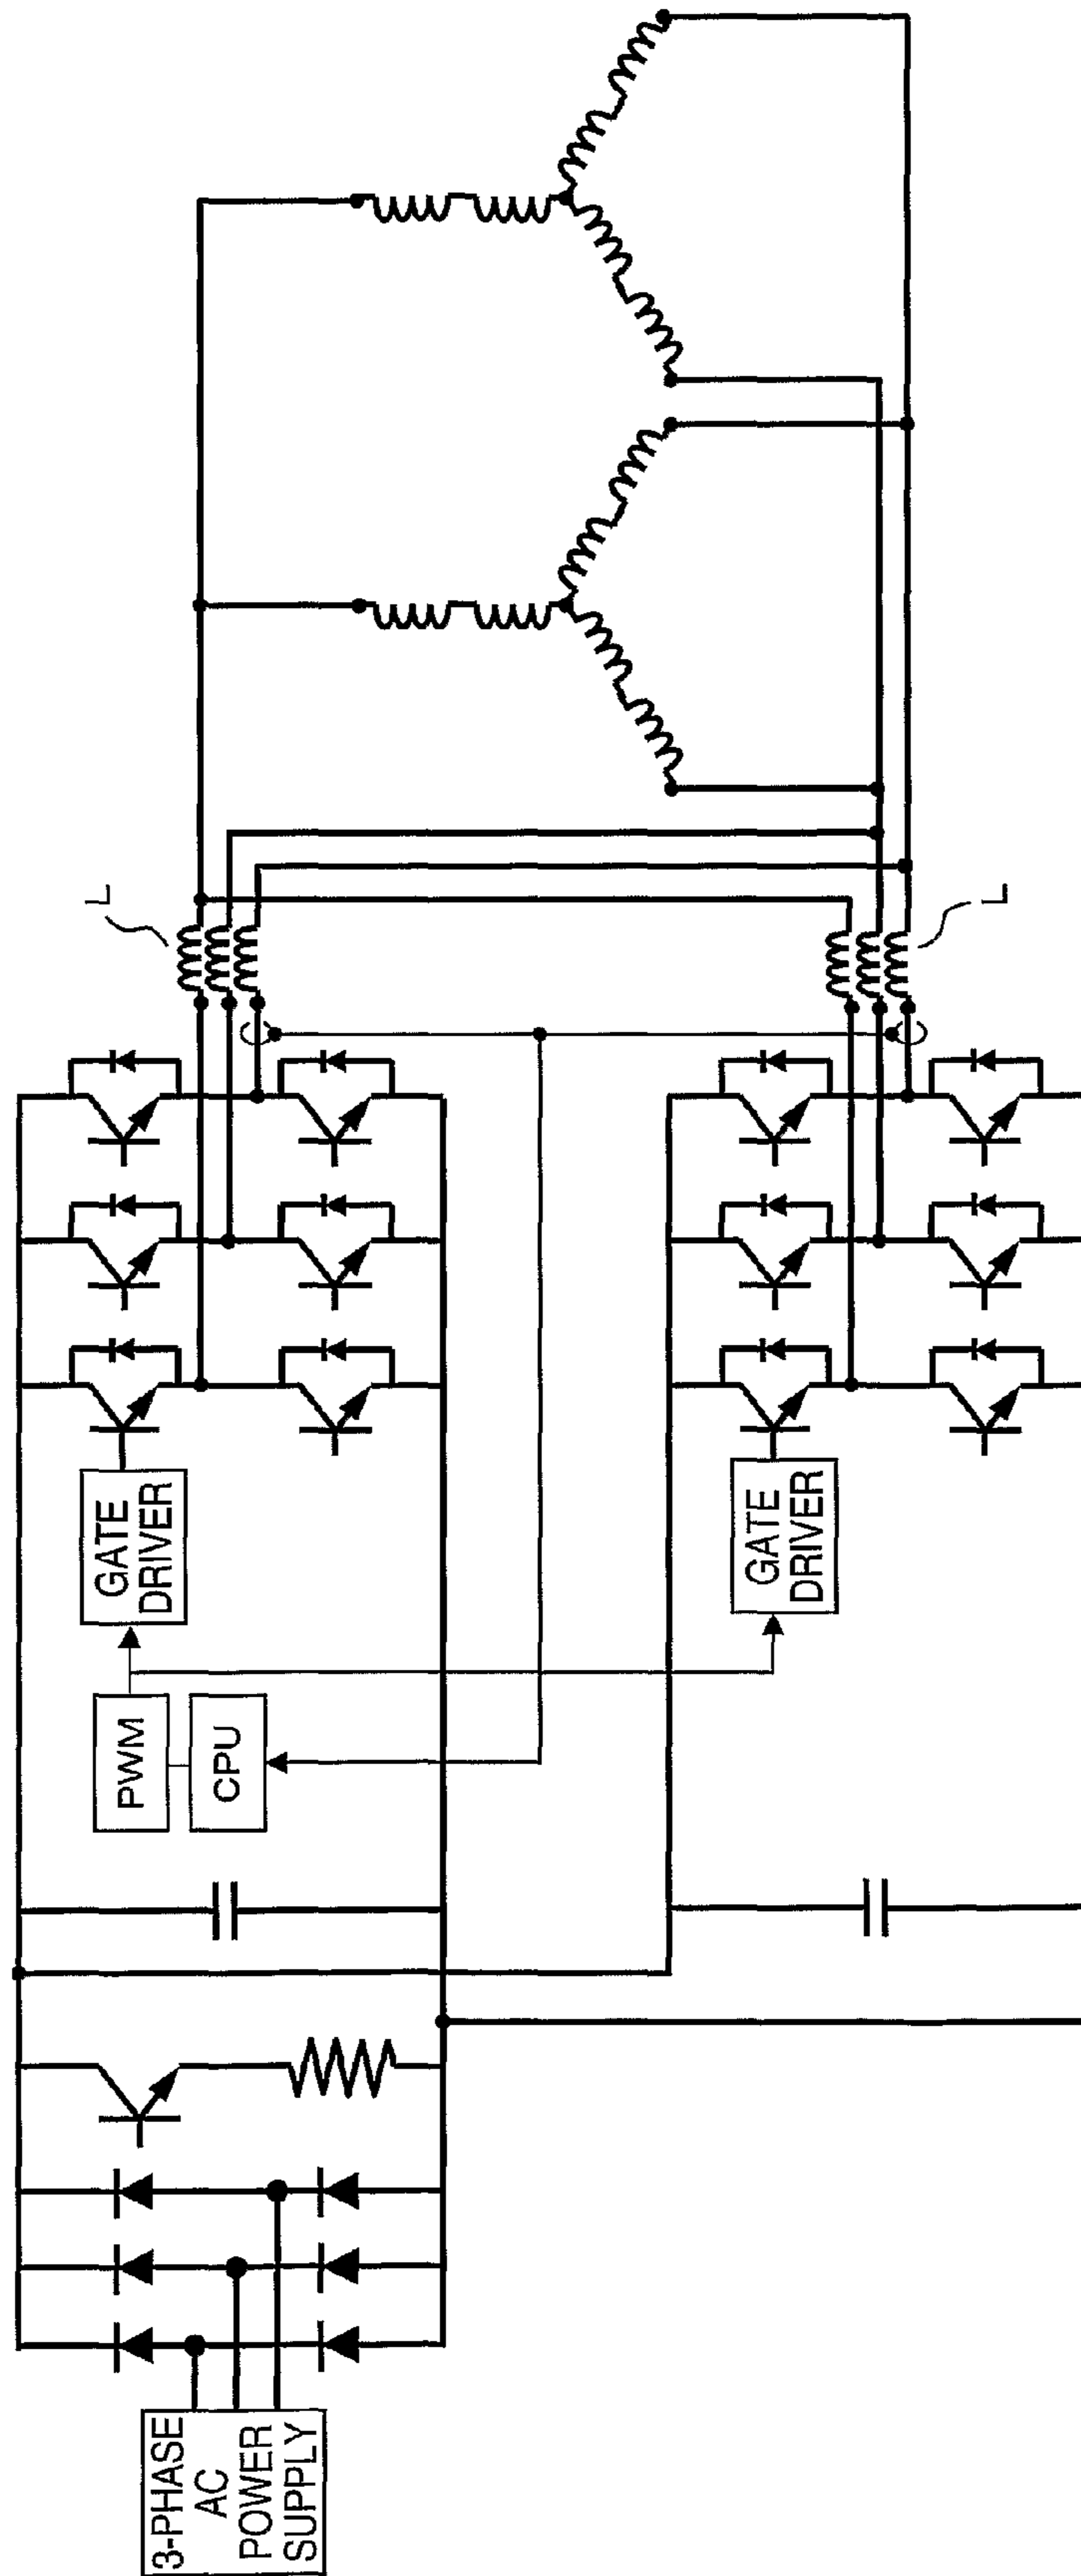 3-PHASE
AC
POWER
SUPPLY
PWM
CPU
GATE
DRIVER
GATE
DRIVER
L
L